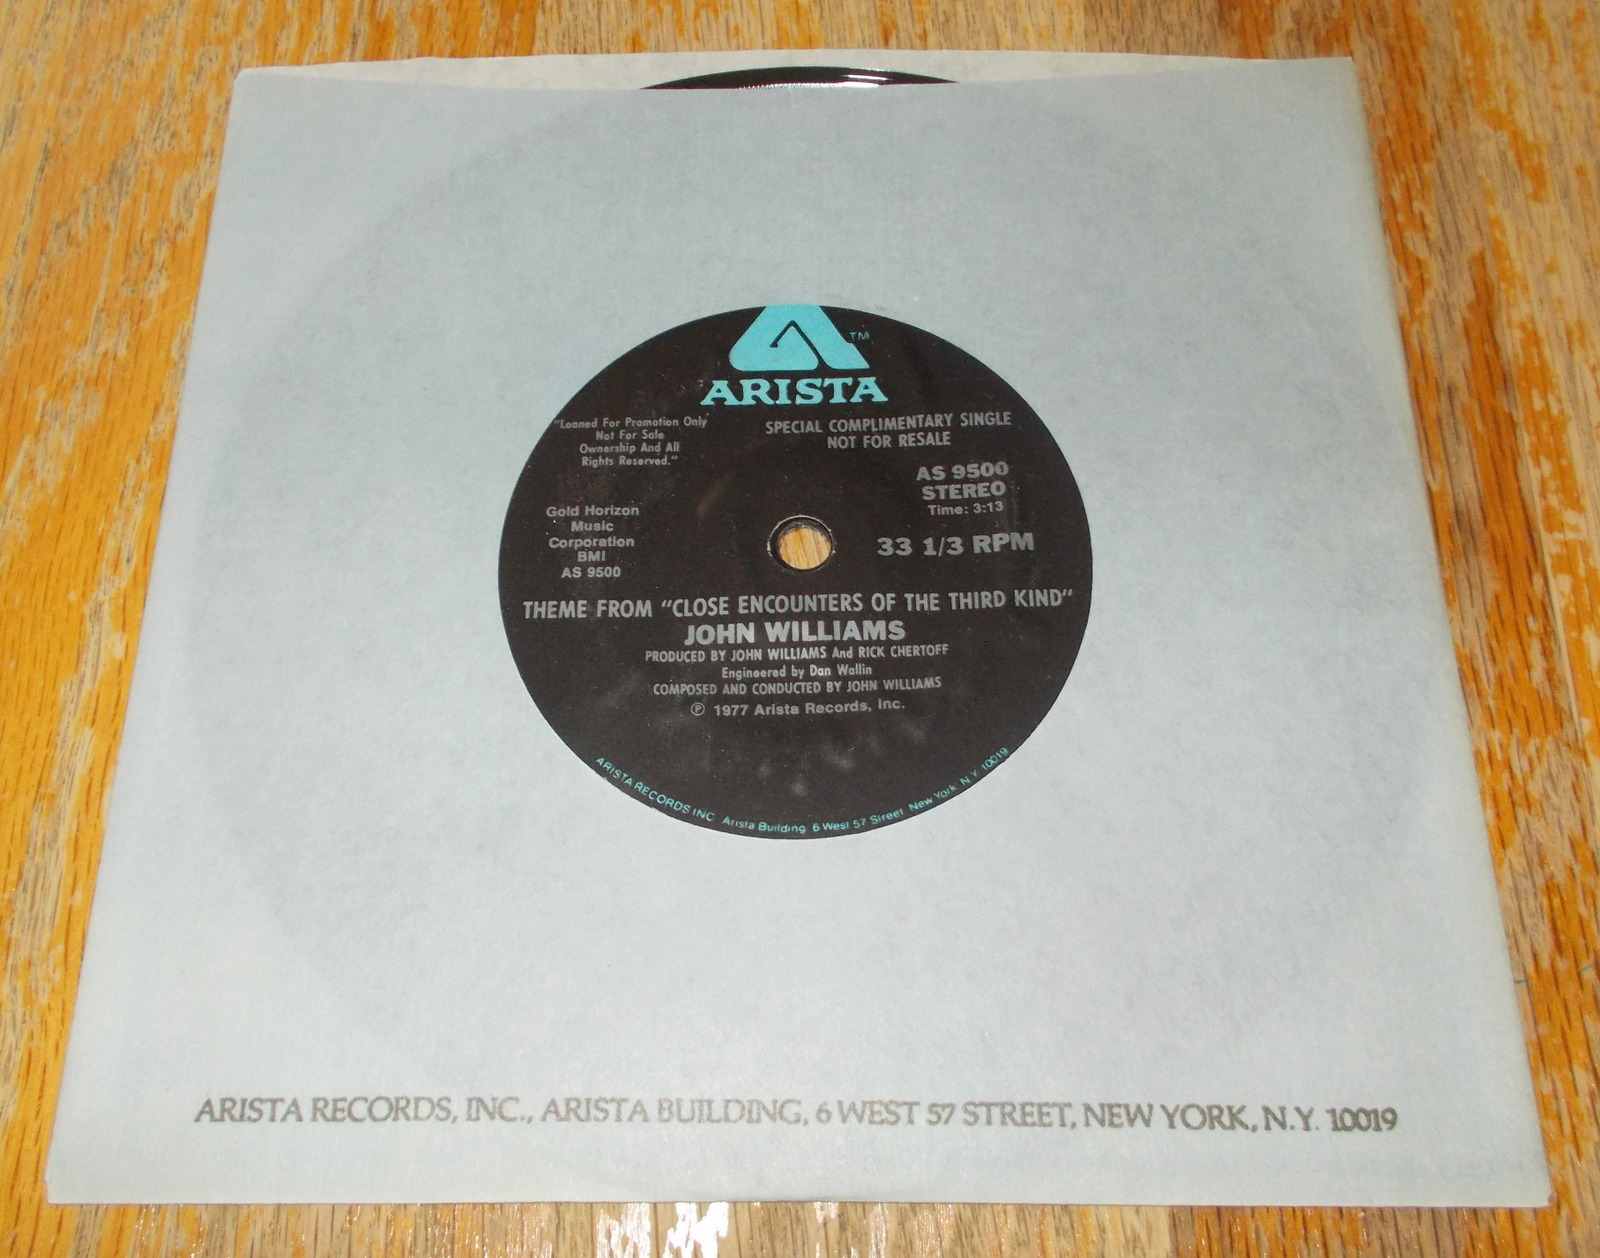 TM
ARISTA
"Loaned For Promotion Only
Not For Sale
Ownership And All
Rights Reserved."
SPECIAL COMPLIMENTARY SINGLE
NOT FOR RESALE
AS 9500
STEREO
Time: 3:13
33 1/3 RPM
Gold Horizon
Music
Corporation
BMI
AS 9500
THEME FROM "CLOSE ENCOUNTERS OF THE THIRD KIND"
JOHN WILLIAMS
PRODUCED BY JOHN WILLIAMS And RICK CHERTOFF
Engineered by Dan Wallin
COMPOSED AND CONDUCTED BY JOHN WILLIAMS
℗ 1977 Arista Records, Inc.
ARISTA RECORDS INC Arista Building 6 West 57 Street New York N Y 10019
ARISTA RECORDS, INC., ARISTA BUILDING, 6 WEST 57 STREET, NEW YORK, N.Y. 10019